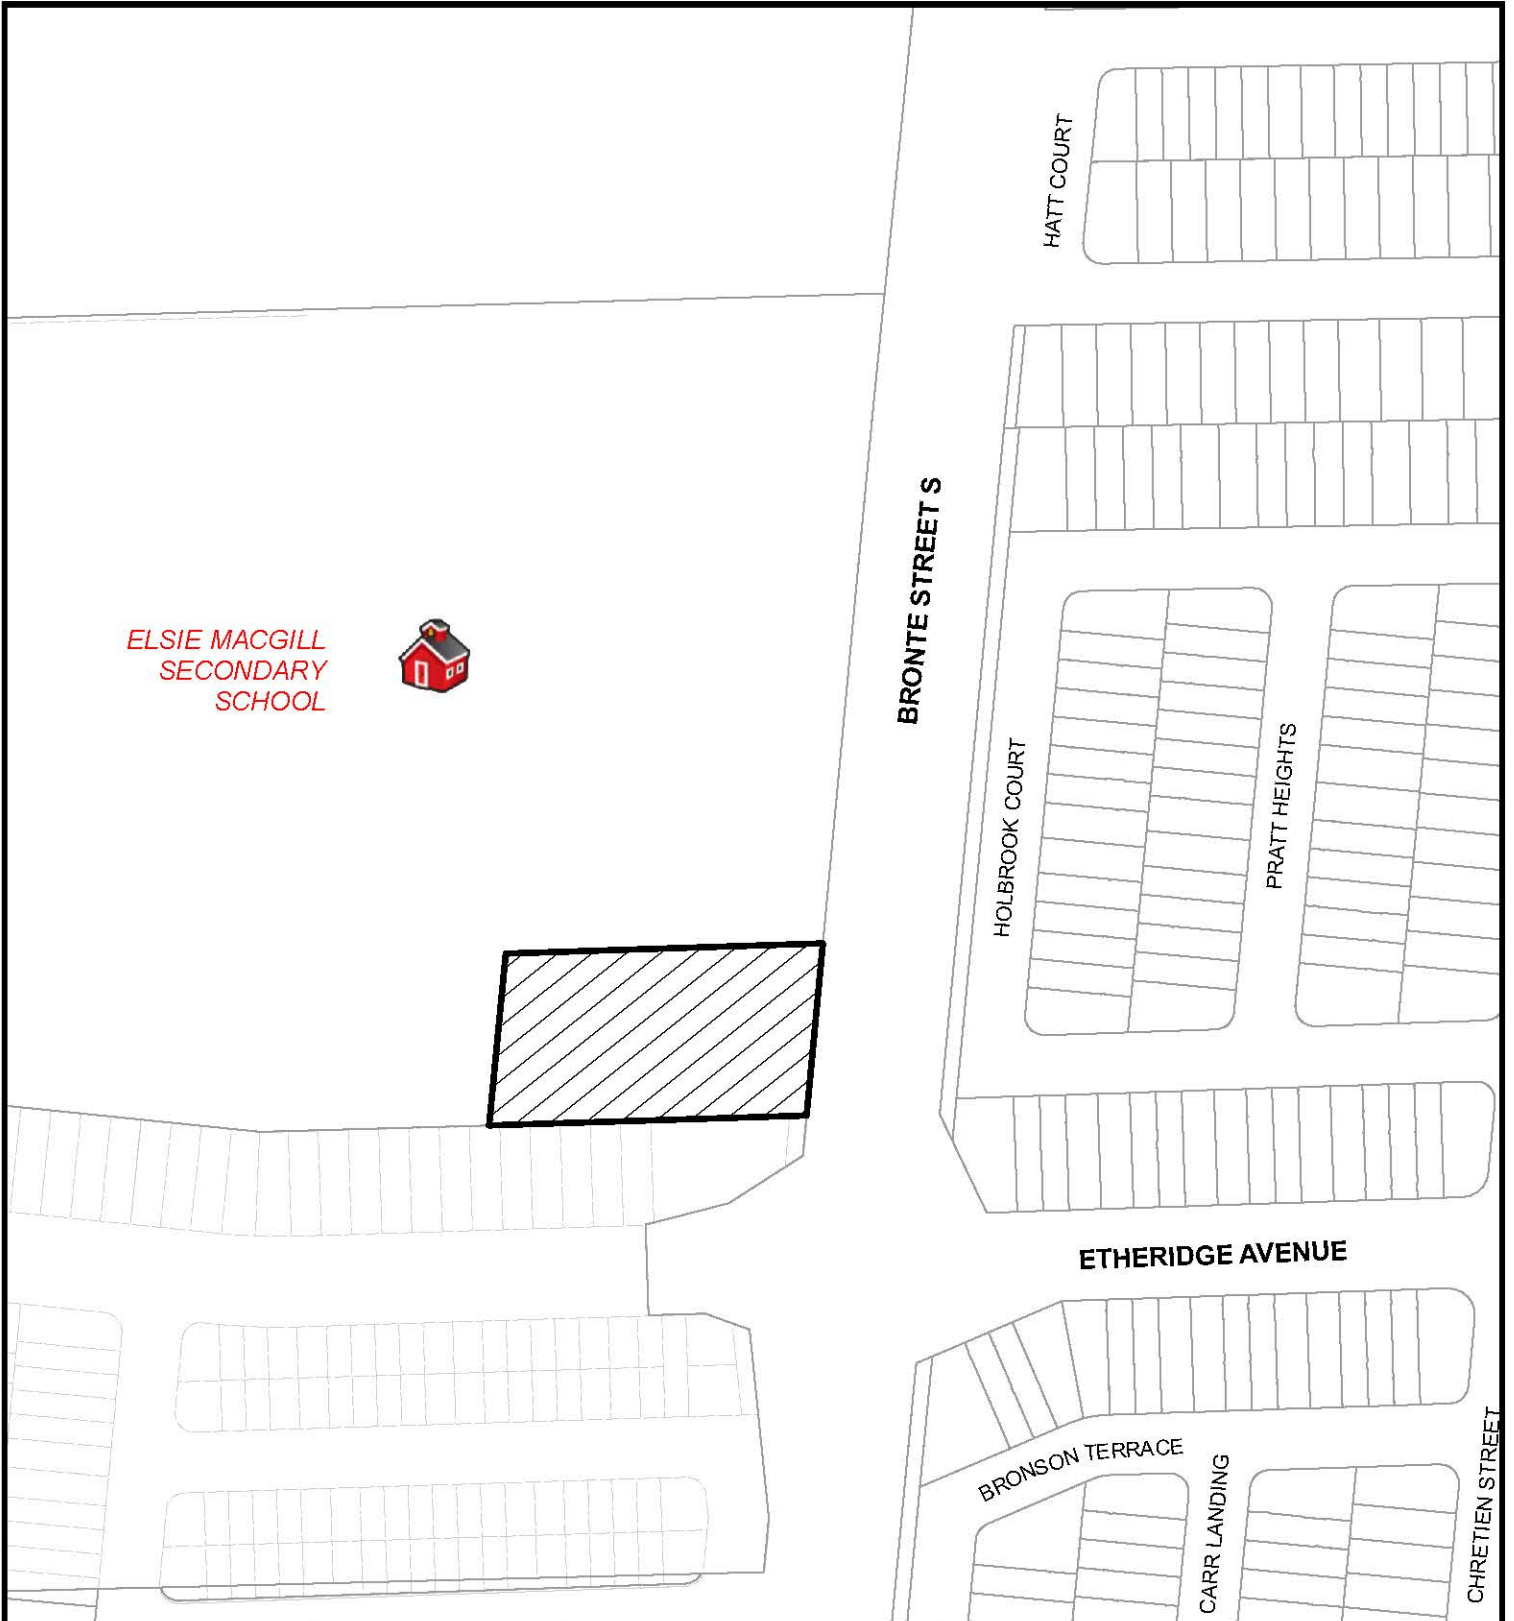 HATT COURT
BRONTE STREET S
ELSIE MACGILL
SECONDARY
SCHOOL
HOLBROOK COURT
PRATT HEIGHTS
ETHERIDGE AVENUE
BRONSON TERRACE
CARR LANDING
CHRETIEN STREET